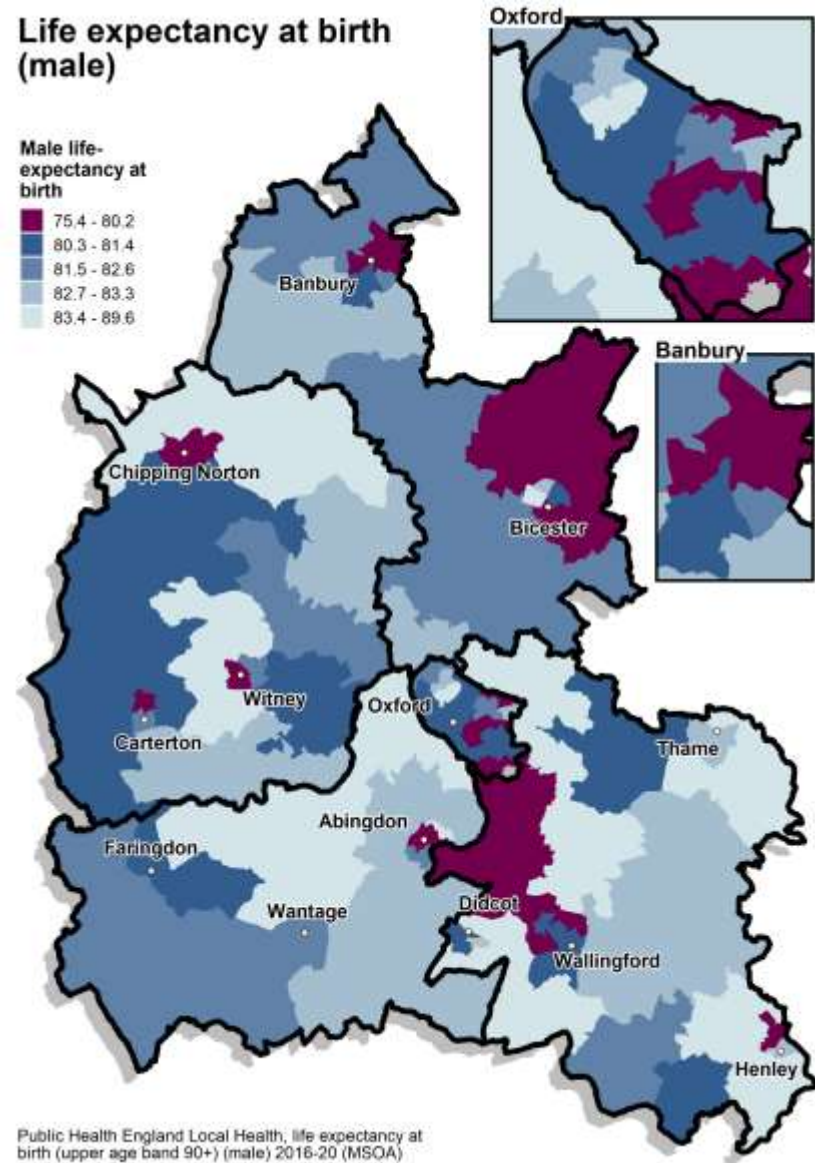 Life expectancy at birth
(male)
Male life-
expectancy at
birth
75.4 - 80.2
80.3 - 81.4
81.5 - 82.6
82.7 - 83.3
83.4 - 89.6
Oxford
Banbury
Banbury
Chipping Norton
Bicester
Witney
Oxford
Carterton
Thame
Abingdon
Faringdon
Didcot
Wantage
Wallingford
Henley
Public Health England Local Health, life expectancy at
birth (upper age band 90+) (male) 2016-20 (MSOA)